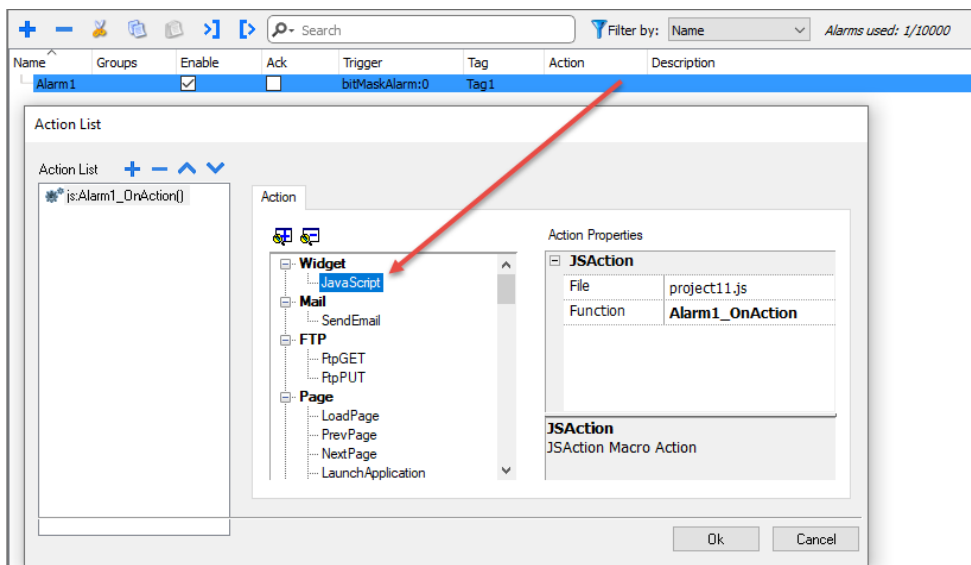 Search Filter by: Name Alarms used: 1/10000
Name Groups Enable Ack Trigger Tag Action Description
Alarm1 bitMaskAlarm:0 Tag1
Action List
Action List
js:Alarm1_OnAction()
Action
Action Properties
Widget
JavaScript
Mail
SendEmail
FTP
FtpGET
FtpPUT
Page
LoadPage
PrevPage
NextPage
LaunchApplication
JSAction
File project11.js
Function Alarm1_OnAction
JSAction
JSAction Macro Action
Ok Cancel